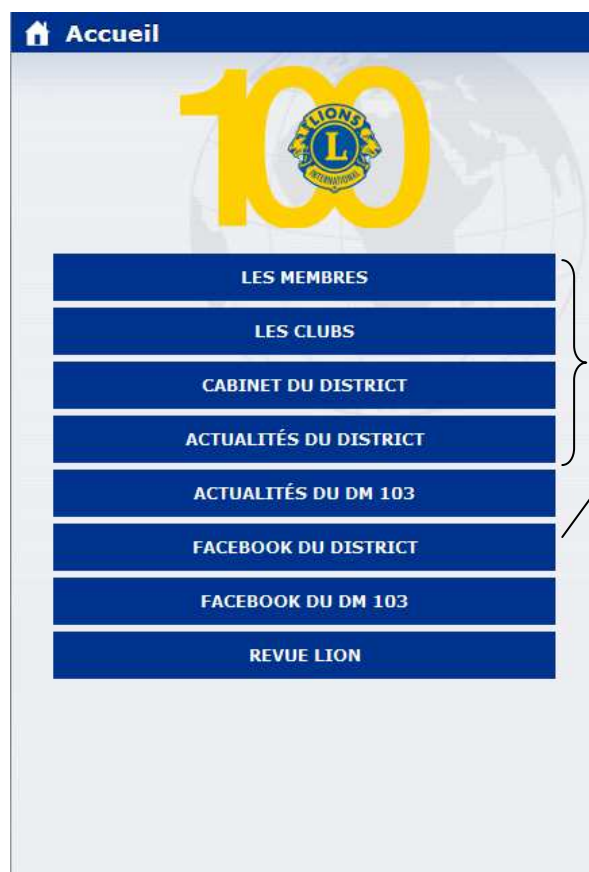 Accueil
100
LIONS
L
INTERNATIONAL
LES MEMBRES
LES CLUBS
CABINET DU DISTRICT
ACTUALITÉS DU DISTRICT
ACTUALITÉS DU DM 103
FACEBOOK DU DISTRICT
FACEBOOK DU DM 103
REVUE LION